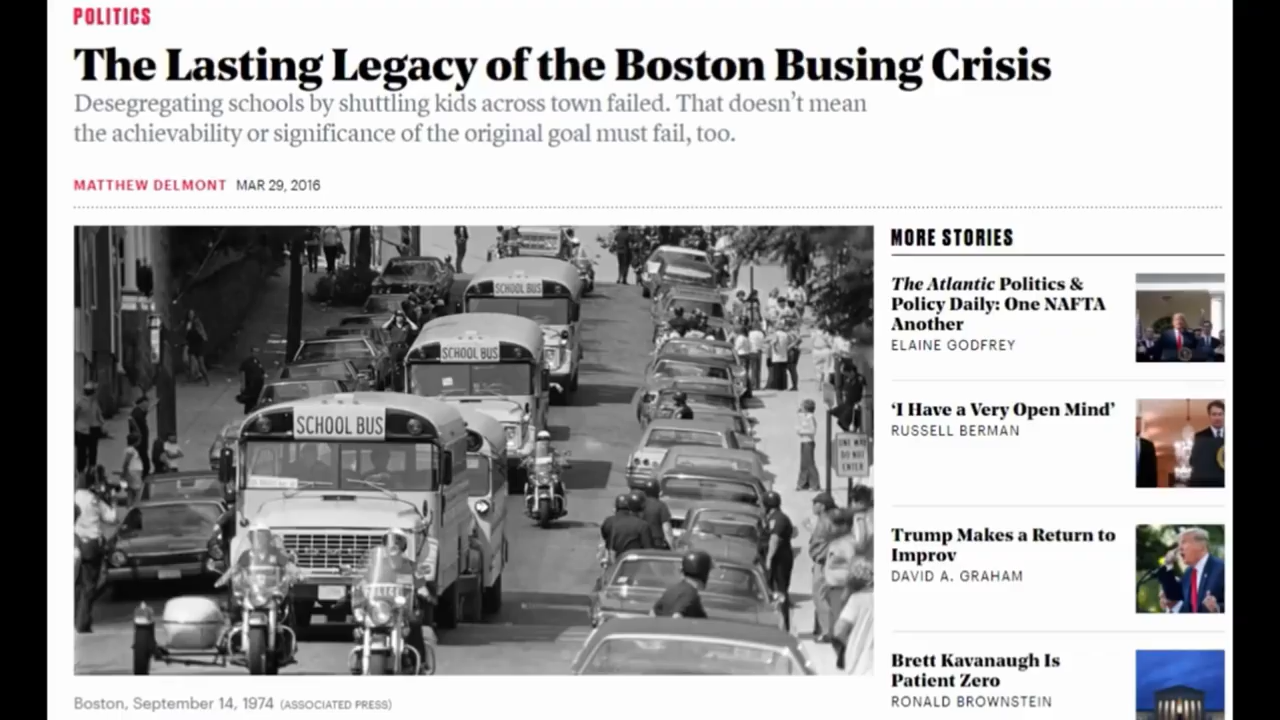 POLITICS
The Lasting Legacy of the Boston Busing Crisis
Desegregating schools by shuttling kids across town failed. That doesn’t mean
the achievability or significance of the original goal must fail, too.
MATTHEW DELMONT MAR 29, 2016
SCHOOL BUS
SCHOOL BUS
SCHOOL BUS
ONE WAY
DO NOT
ENTER
POLICE
Boston, September 14, 1974 (ASSOCIATED PRESS)
MORE STORIES
The Atlantic Politics &
Policy Daily: One NAFTA
Another
ELAINE GODFREY
‘I Have a Very Open Mind’
RUSSELL BERMAN
Trump Makes a Return to
Improv
DAVID A. GRAHAM
Brett Kavanaugh Is
Patient Zero
RONALD BROWNSTEIN